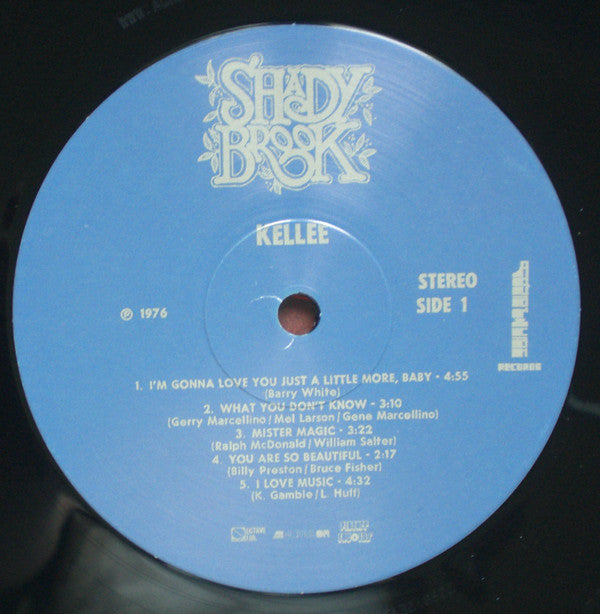 SHADY
BROOK
KELLEE
STEREO
SIDE 1
℗ 1976
RECORDS
1. I'M GONNA LOVE YOU JUST A LITTLE MORE, BABY - 4:55
(Barry White)
2. WHAT YOU DON'T KNOW - 3:10
(Gerry Marcellino/Mel Larson/Gene Marcellino)
3. MISTER MAGIC - 3:22
(Ralph McDonald/William Salter)
4. YOU ARE SO BEAUTIFUL - 2:17
(Billy Preston/Bruce Fisher)
5. I LOVE MUSIC - 4:32
(K. Gamble/L. Huff)